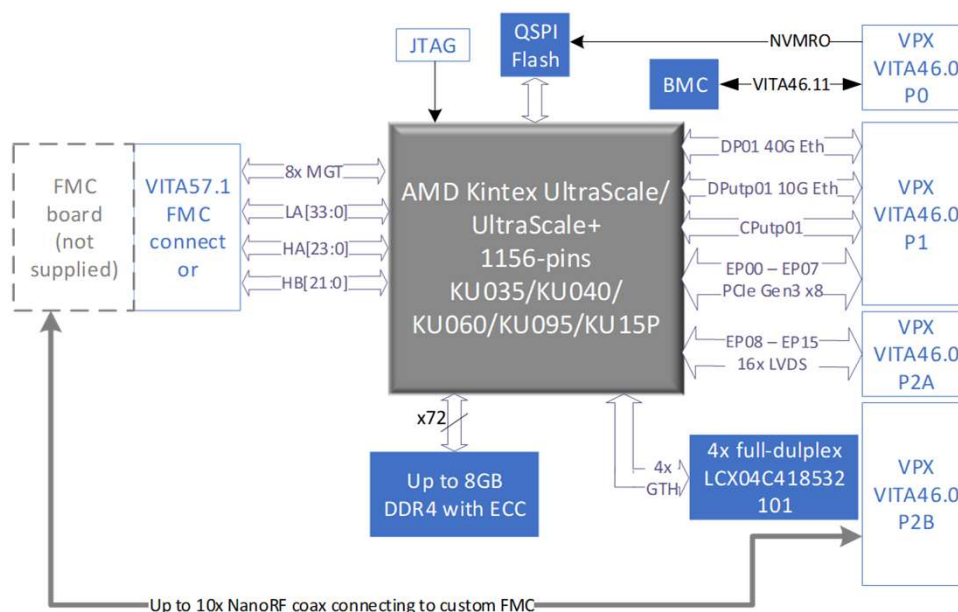 JTAG
QSPI
Flash
NVMRO
VPX
VITA46.0
P0
BMC
VITA46.11
FMC
board
(not
supplied)
VITA57.1
FMC
connect
or
8x MGT
LA[33:0]
HA[23:0]
HB[21:0]
AMD Kintex UltraScale/
UltraScale+
1156-pins
KU035/KU040/
KU060/KU095/KU15P
DP01 40G Eth
DPutp01 10G Eth
CPutp01
EP00 – EP07
PCIe Gen3 x8
VPX
VITA46.0
P1
EP08 – EP15
16x LVDS
VPX
VITA46.0
P2A
x72
Up to 8GB
DDR4 with ECC
4x
GTH
4x full-dulplex
LCX04C418532
101
VPX
VITA46.0
P2B
Up to 10x NanoRF coax connecting to custom FMC